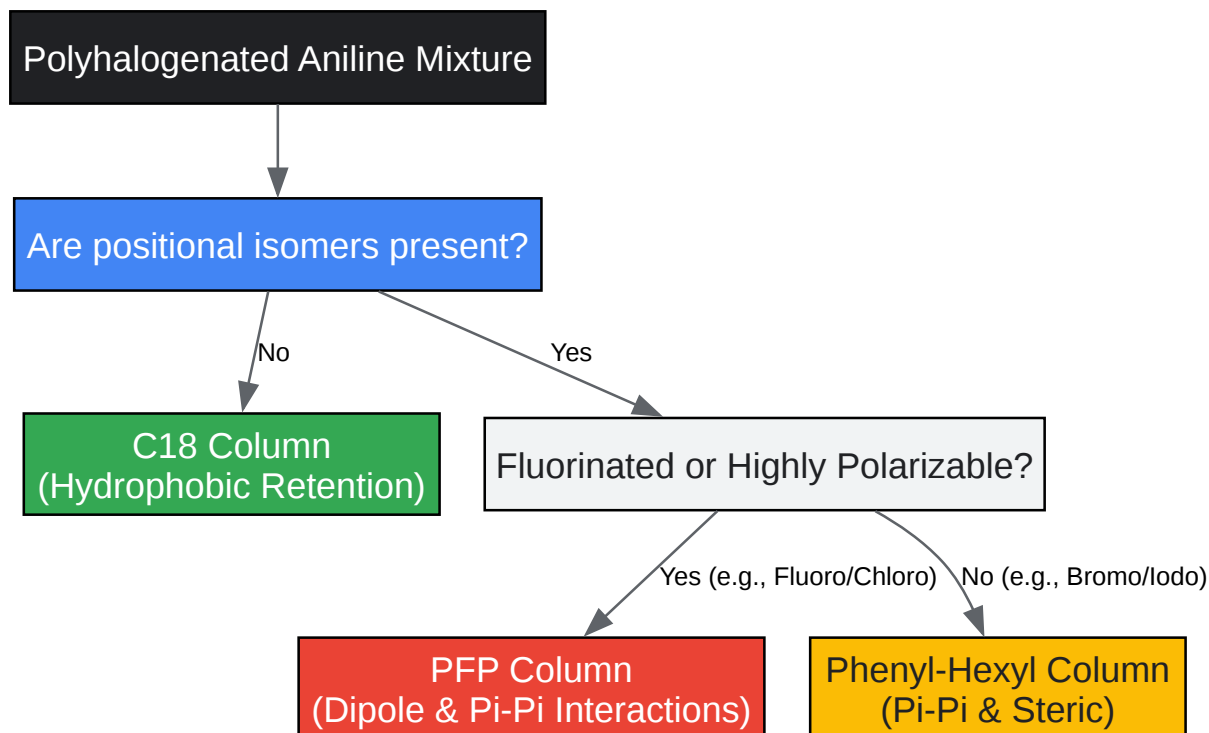 Polyhalogenated Aniline Mixture
Are positional isomers present?
No
Yes
C18 Column
(Hydrophobic Retention)
Fluorinated or Highly Polarizable?
Yes (e.g., Fluoro/Chloro)
No (e.g., Bromo/Iodo)
PFP Column
(Dipole & Pi-Pi Interactions)
Phenyl-Hexyl Column
(Pi-Pi & Steric)